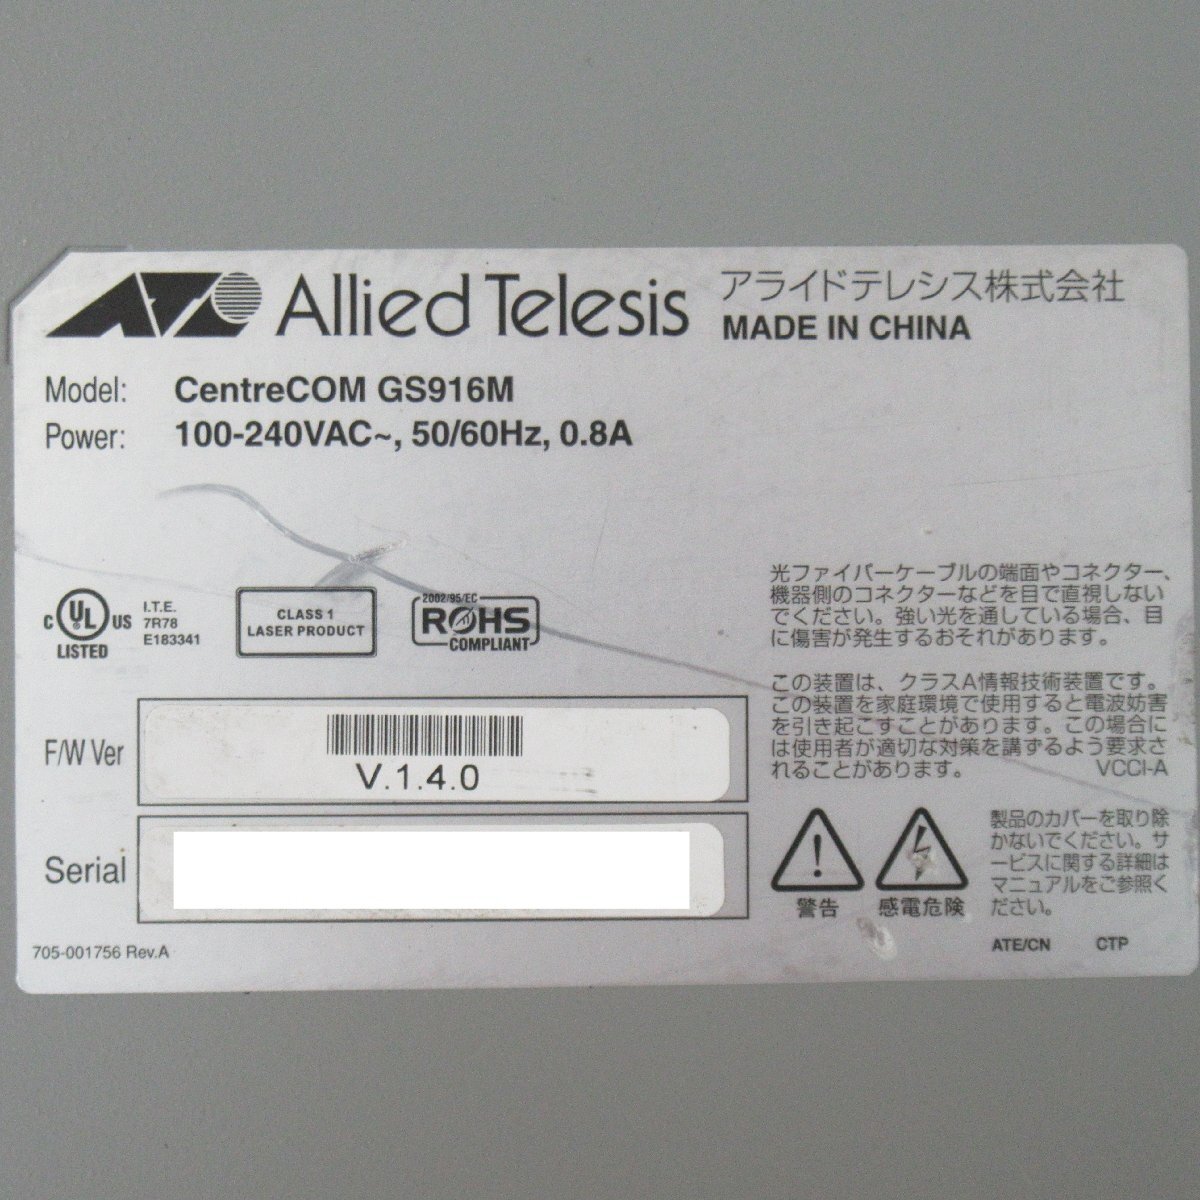 Allied Telesis アライドテレシス株式会社
MADE IN CHINA
Model: CentreCOM GS916M
Power: 100-240VAC~, 50/60Hz, 0.8A
C UL US LISTED
I.T.E.
7R78
E183341
CLASS 1
LASER PRODUCT
2002/95/EC
ROHS
COMPLIANT
光ファイバーケーブルの端面やコネクター、
機器側のコネクターなどを目で直視しない
でください。強い光を通している場合、目
に傷害が発生するおそれがあります。
この装置は、クラスA情報技術装置です。
この装置を家庭環境で使用すると電波妨害
を引き起こすことがあります。この場合に
は使用者が適切な対策を講ずるよう要求さ
れることがあります。 VCCI-A
F/W Ver
V.1.4.0
Serial
警告
感電危険
製品のカバーを取り除
かないでください。サ
ービスに関する詳細は
マニュアルをご参照く
ださい。
705-001756 Rev.A
ATE/CN CTP